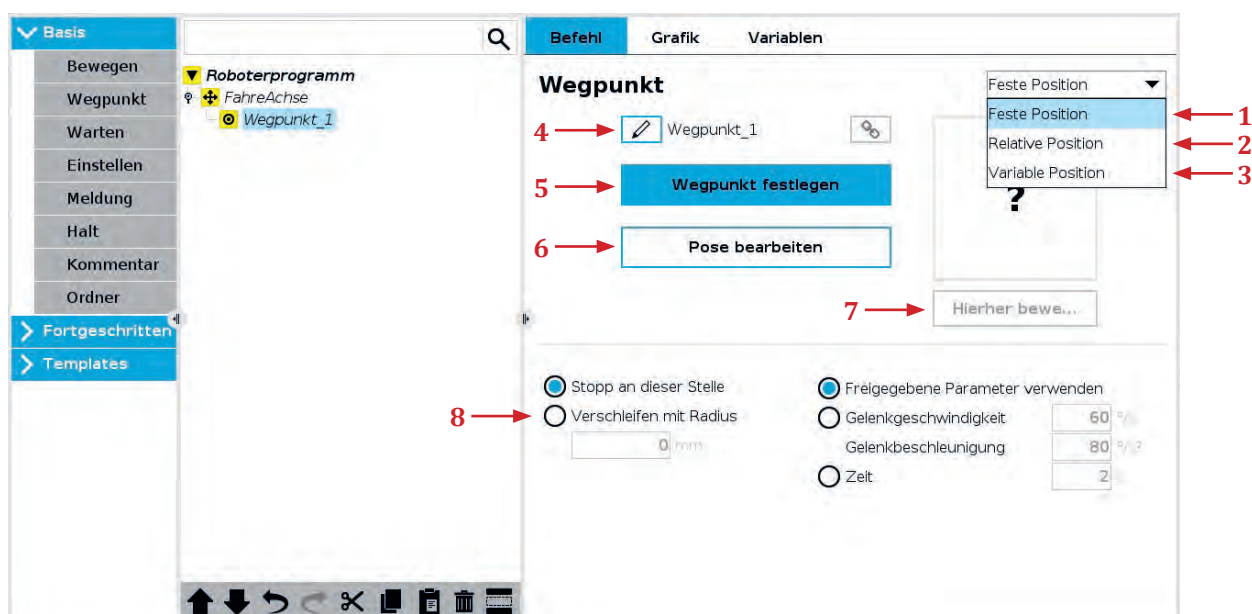 Basis
Bewegen
Wegpunkt
Warten
Einstellen
Meldung
Halt
Kommentar
Ordner
Fortgeschritten
Templates
Roboterprogramm
FahreAchse
Wegpunkt_1
Befehl Grafik Variablen
Wegpunkt
Feste Position
Feste Position 1
Relative Position 2
Variable Position 3
4 Wegpunkt_1
?
5 Wegpunkt festlegen
6 Pose bearbeiten
7 Hierher bewe...
Stopp an dieser Stelle
8 Verschleifen mit Radius
0 mm
Freigegebene Parameter verwenden
Gelenkgeschwindigkeit 60
Gelenkbeschleunigung 80
Zeit 2